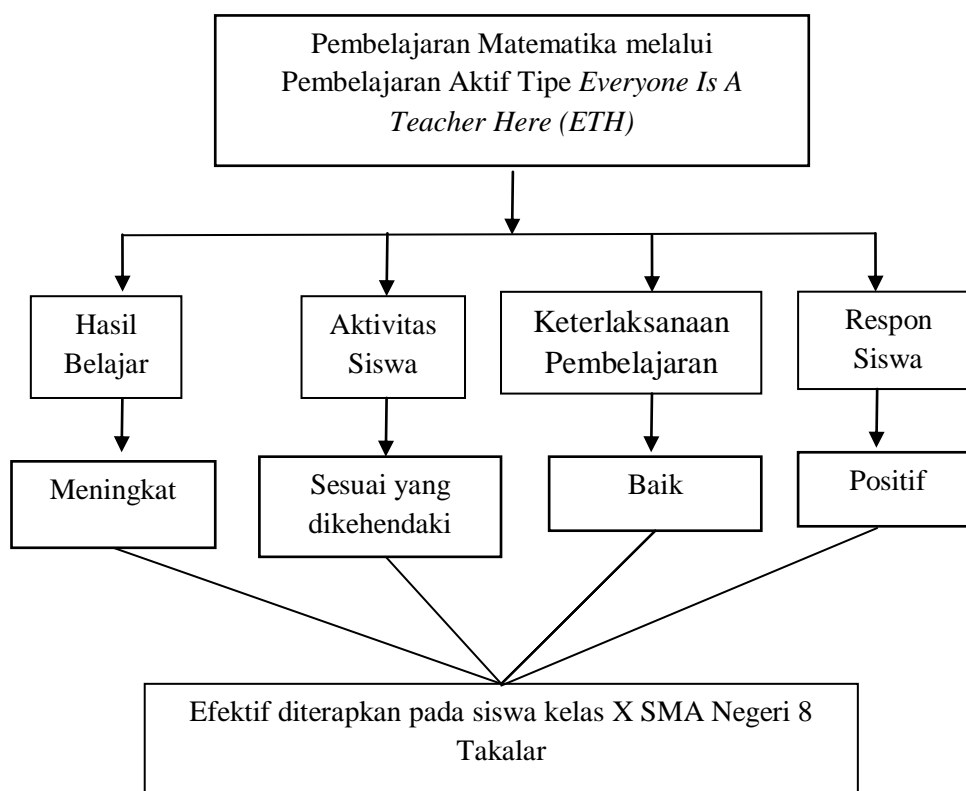 Pembelajaran Matematika melalui
Pembelajaran Aktif Tipe Everyone Is A
Teacher Here (ETH)
Hasil
Belajar
Aktivitas
Siswa
Keterlaksanaan
Pembelajaran
Respon
Siswa
Meningkat
Sesuai yang
dikehendaki
Baik
Positif
Efektif diterapkan pada siswa kelas X SMA Negeri 8
Takalar